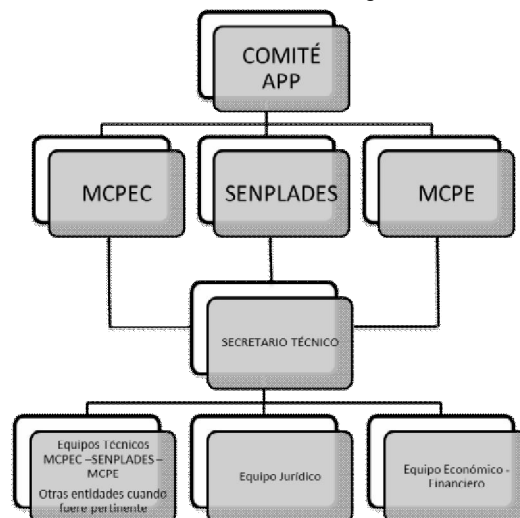 COMITÉ
APP
MCPEC
SENPLADES
MCPE
SECRETARIO TÉCNICO
Equipos Técnicos
MCPEC –SENPLADES –
MCPE
Otras entidades cuando
fuere pertinente
Equipo Jurídico
Equipo Económico -
Financiero